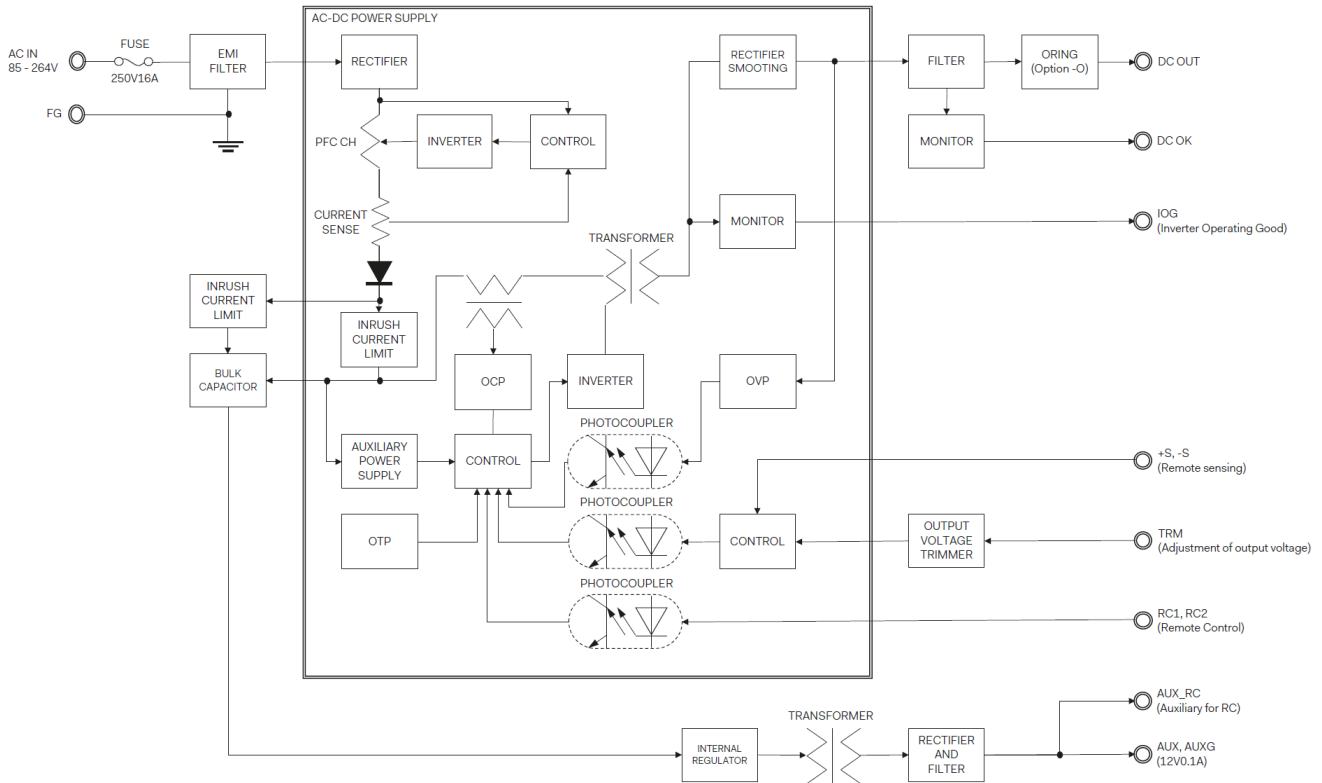 AC-DC POWER SUPPLY
AC IN
85 - 264V
FUSE
250V16A
EMI
FILTER
RECTIFIER
RECTIFIER
SMOOTING
FILTER
ORING
(Option -O)
DC OUT
FG
PFC CH
INVERTER
CONTROL
MONITOR
DC OK
CURRENT
SENSE
MONITOR
IOG
(Inverter Operating Good)
TRANSFORMER
INRUSH
CURRENT
LIMIT
INRUSH
CURRENT
LIMIT
BULK
CAPACITOR
OCP
INVERTER
OVP
PHOTOCOUPLER
AUXILIARY
POWER
SUPPLY
CONTROL
+S, -S
(Remote sensing)
PHOTOCOUPLER
OTP
CONTROL
OUTPUT
VOLTAGE
TRIMMER
TRM
(Adjustment of output voltage)
PHOTOCOUPLER
RC1, RC2
(Remote Control)
AUX_RC
(Auxiliary for RC)
TRANSFORMER
INTERNAL
REGULATOR
RECTIFIER
AND
FILTER
AUX, AUXG
(12V0.1A)